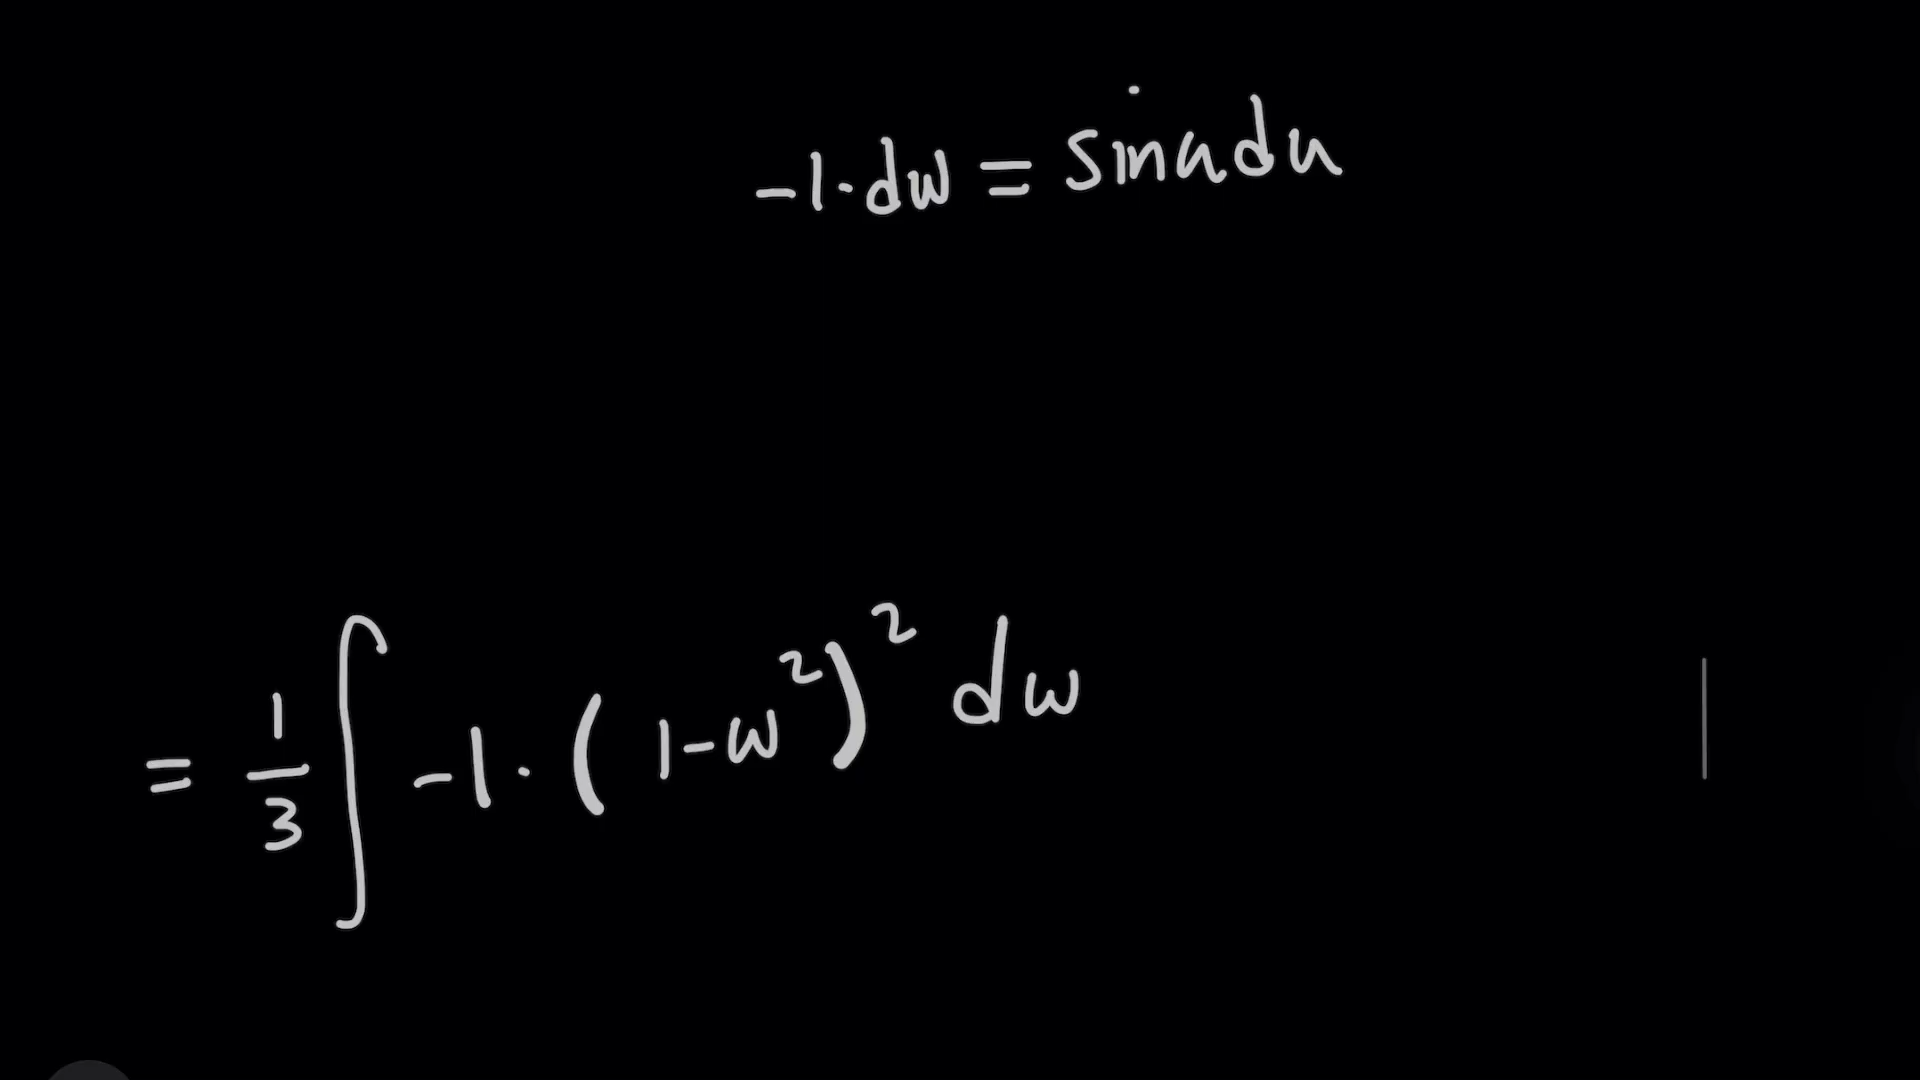 -1·dw = sinudu
= 1/3 ∫ -1·(1-w²)² dw